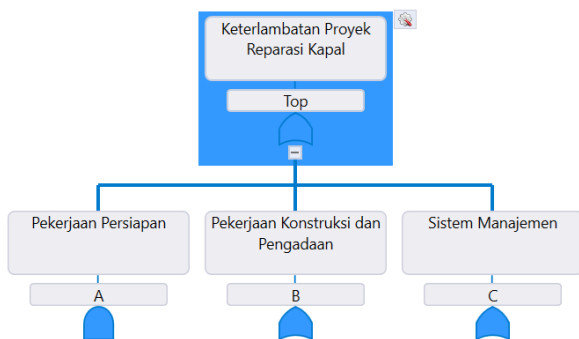 Keterlambatan Proyek
Reparasi Kapal
Top
Pekerjaan Persiapan
Pekerjaan Konstruksi dan
Pengadaan
Sistem Manajemen
A
B
C